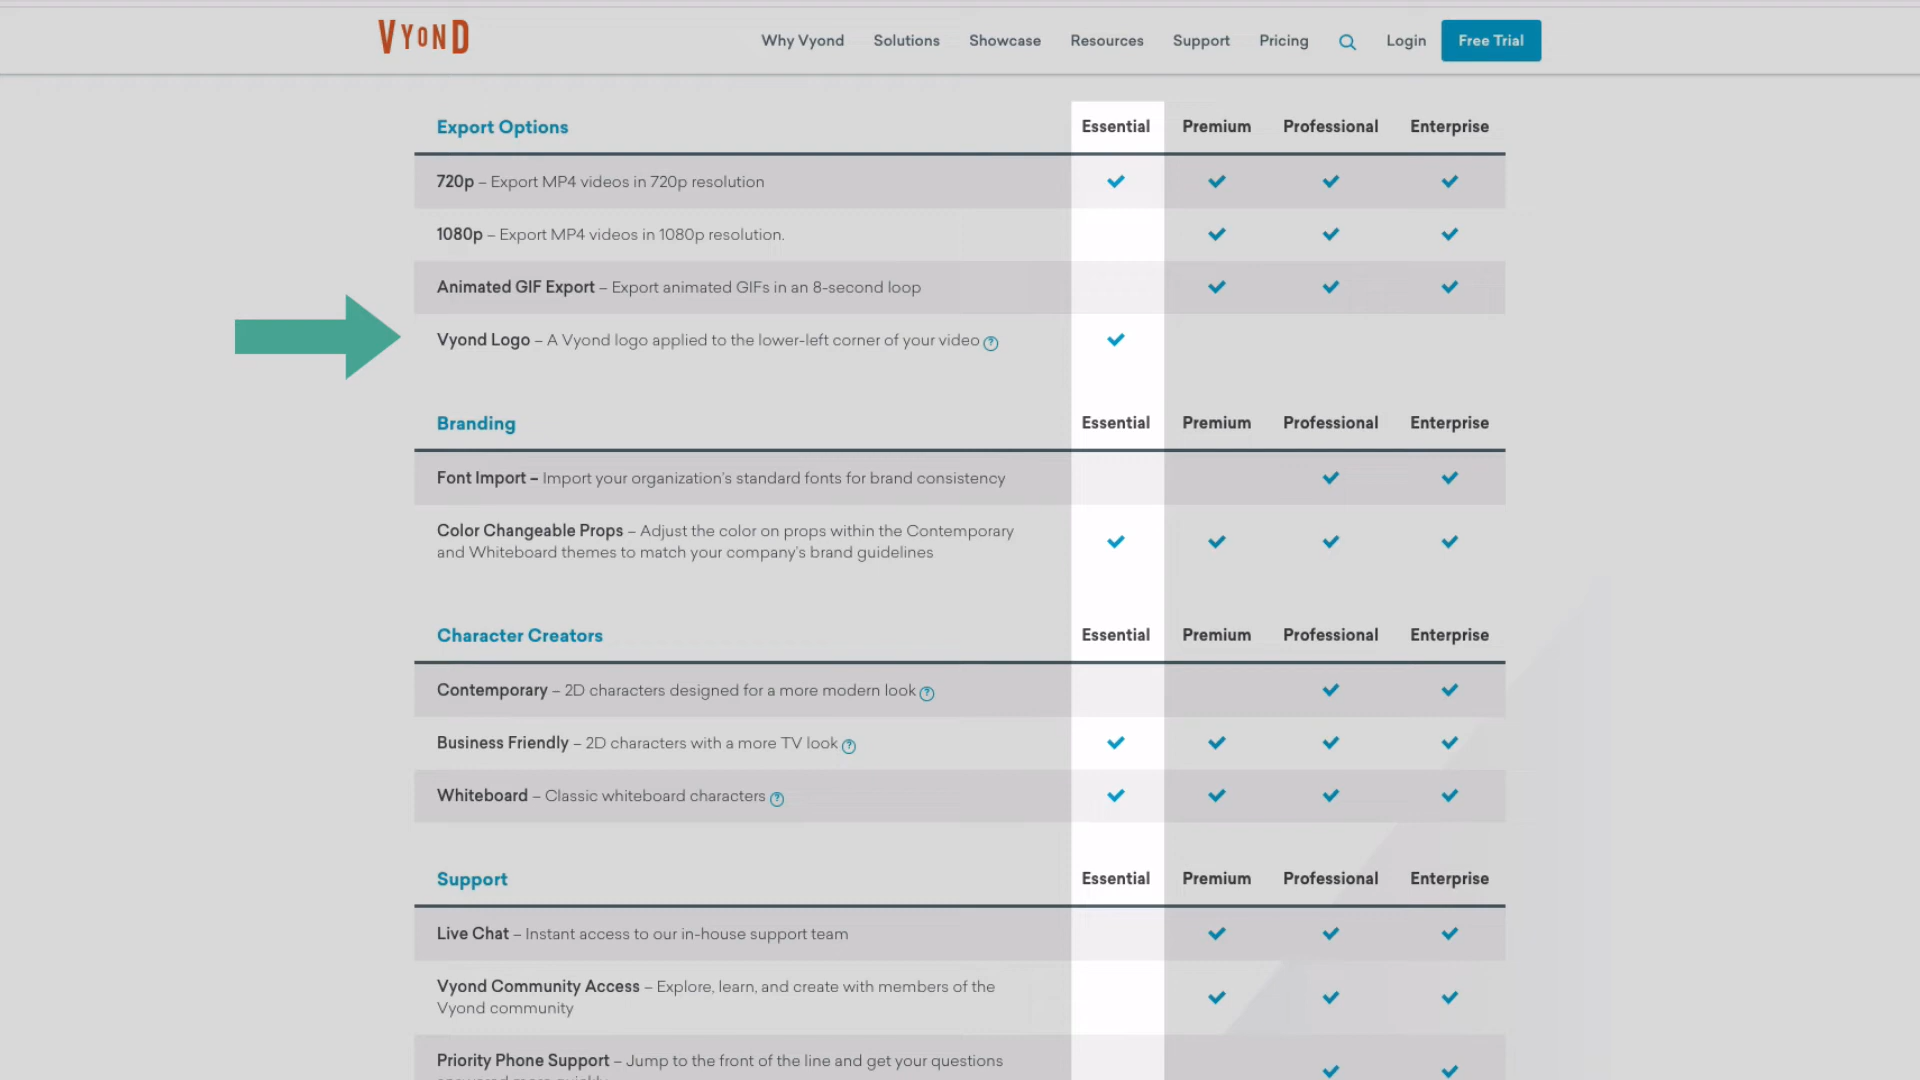 VYOND
Why Vyond Solutions Showcase Resources Support Pricing Login Free Trial
Export Options Essential Premium Professional Enterprise
720p – Export MP4 videos in 720p resolution
1080p – Export MP4 videos in 1080p resolution.
Animated GIF Export – Export animated GIFs in an 8-second loop
Vyond Logo – A Vyond logo applied to the lower-left corner of your video ?
Branding Essential Premium Professional Enterprise
Font Import – Import your organization's standard fonts for brand consistency
Color Changeable Props – Adjust the color on props within the Contemporary
and Whiteboard themes to match your company's brand guidelines
Character Creators Essential Premium Professional Enterprise
Contemporary – 2D characters designed for a more modern look ?
Business Friendly – 2D characters with a more TV look ?
Whiteboard – Classic whiteboard characters ?
Support Essential Premium Professional Enterprise
Live Chat – Instant access to our in-house support team
Vyond Community Access – Explore, learn, and create with members of the
Vyond community
Priority Phone Support – Jump to the front of the line and get your questions